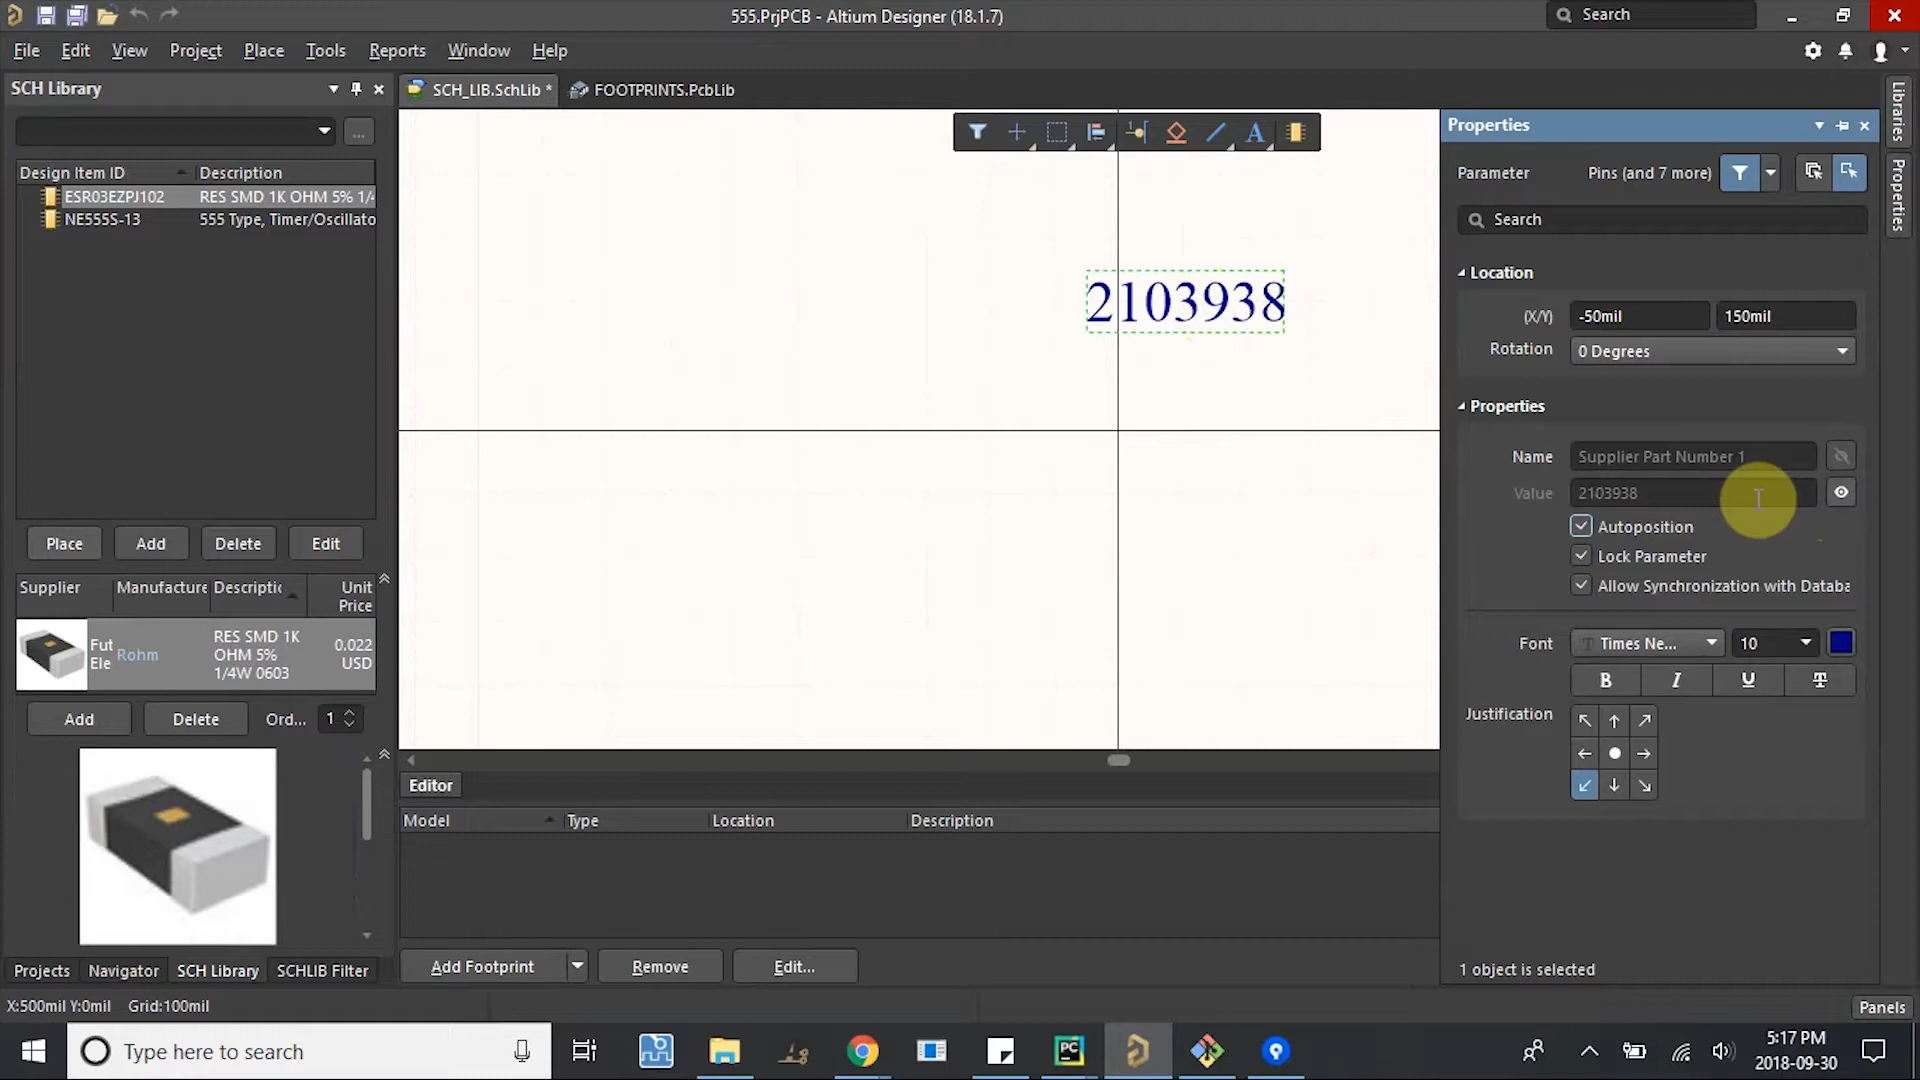 555.PrjPCB - Altium Designer (18.1.7)
Search
File Edit View Project Place Tools Reports Window Help
SCH Library
SCH_LIB.SchLib *
FOOTPRINTS.PcbLib
...
Design Item ID Description
ESR03EZPJ102 RES SMD 1K OHM 5% 1/4
NE555S-13 555 Type, Timer/Oscillato
Place Add Delete Edit
Supplier Manufacture Descriptic Unit Price
Fut Ele
Rohm
RES SMD 1K
OHM 5%
1/4W 0603
0.022
USD
Add Delete Ord... 1
Projects Navigator SCH Library SCHLIB Filter
X:500mil Y:0mil Grid:100mil
2103938
Editor
Model Type Location Description
Add Footprint Remove Edit...
Properties
Parameter Pins (and 7 more)
Search
Location
(X/Y) -50mil 150mil
Rotation 0 Degrees
Properties
Name Supplier Part Number 1
Value 2103938
Autoposition
Lock Parameter
Allow Synchronization with Databa
Font Times Ne... 10
B I U T
Justification
1 object is selected
Libraries
Properties
Panels
Type here to search
PC
5:17 PM
2018-09-30